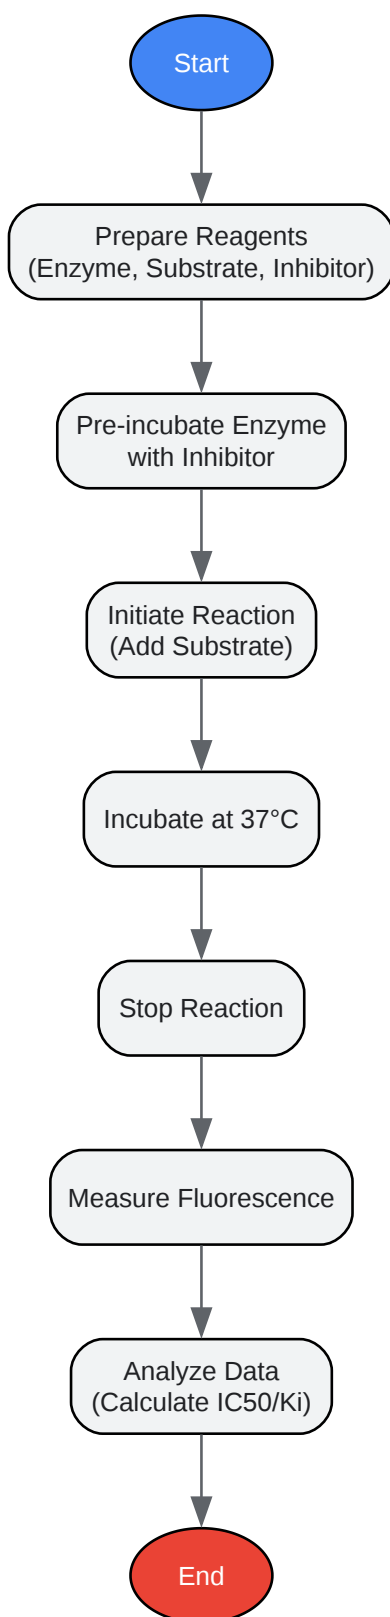 Start
Prepare Reagents
(Enzyme, Substrate, Inhibitor)
Pre-incubate Enzyme
with Inhibitor
Initiate Reaction
(Add Substrate)
Incubate at 37°C
Stop Reaction
Measure Fluorescence
Analyze Data
(Calculate IC50/Ki)
End